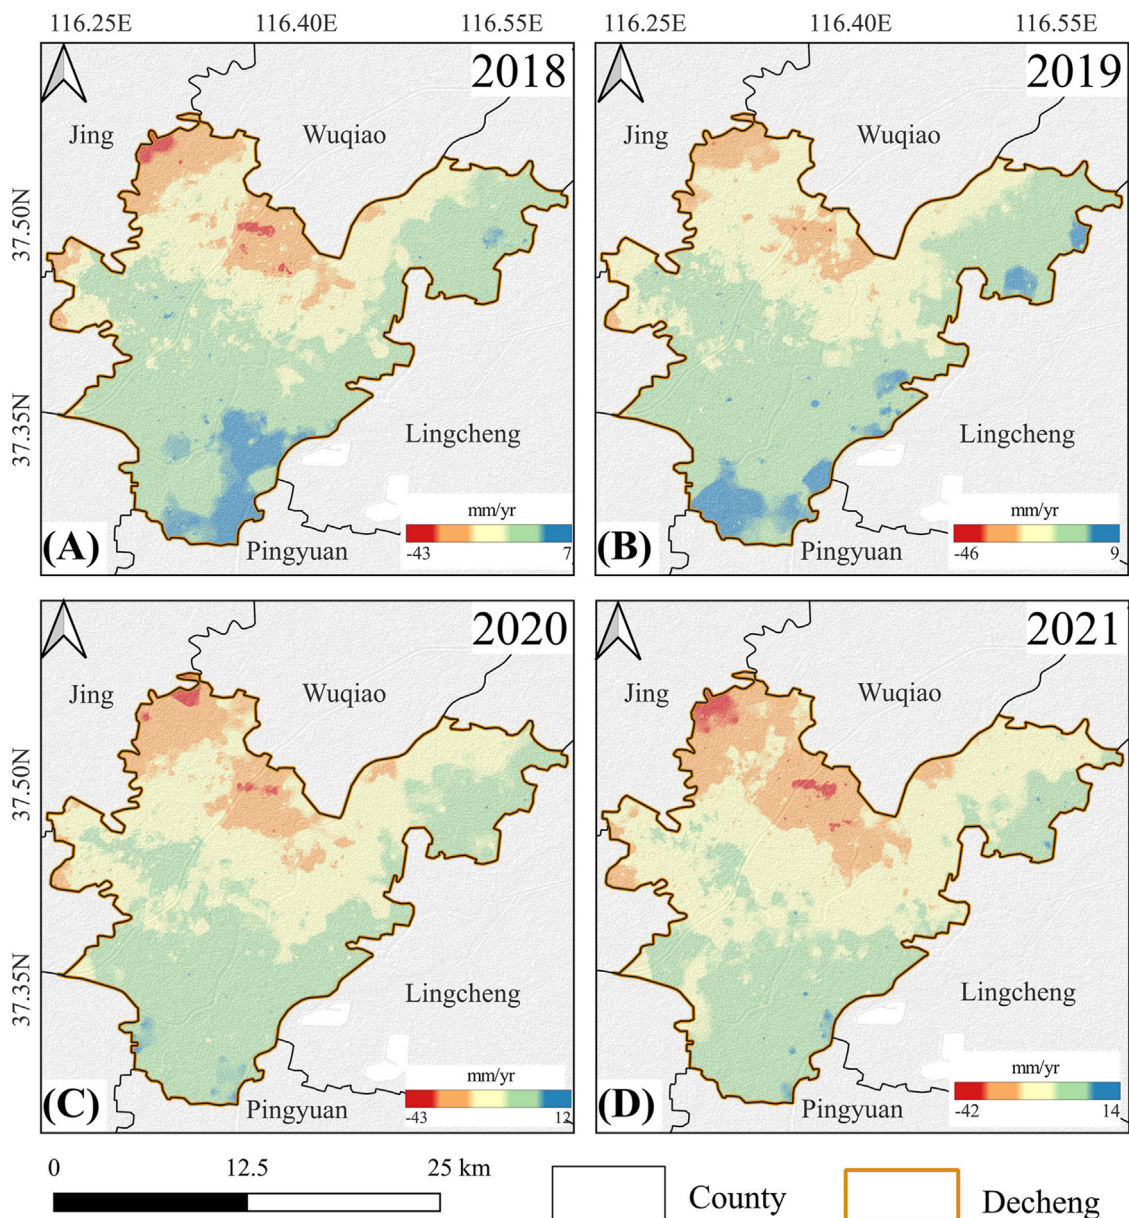 116.25E 116.40E 116.55E 116.25E 116.40E 116.55E
2018
Jing
Wuqiao
37.50N
37.35N
Lingcheng
mm/yr
-43 7
(A)
Pingyuan
2019
Jing
Wuqiao
Lingcheng
mm/yr
-46 9
(B)
Pingyuan
2020
Jing
Wuqiao
37.50N
37.35N
Lingcheng
mm/yr
-43 12
(C)
Pingyuan
2021
Jing
Wuqiao
Lingcheng
mm/yr
-42 14
(D)
Pingyuan
0 12.5 25 km
County
Decheng